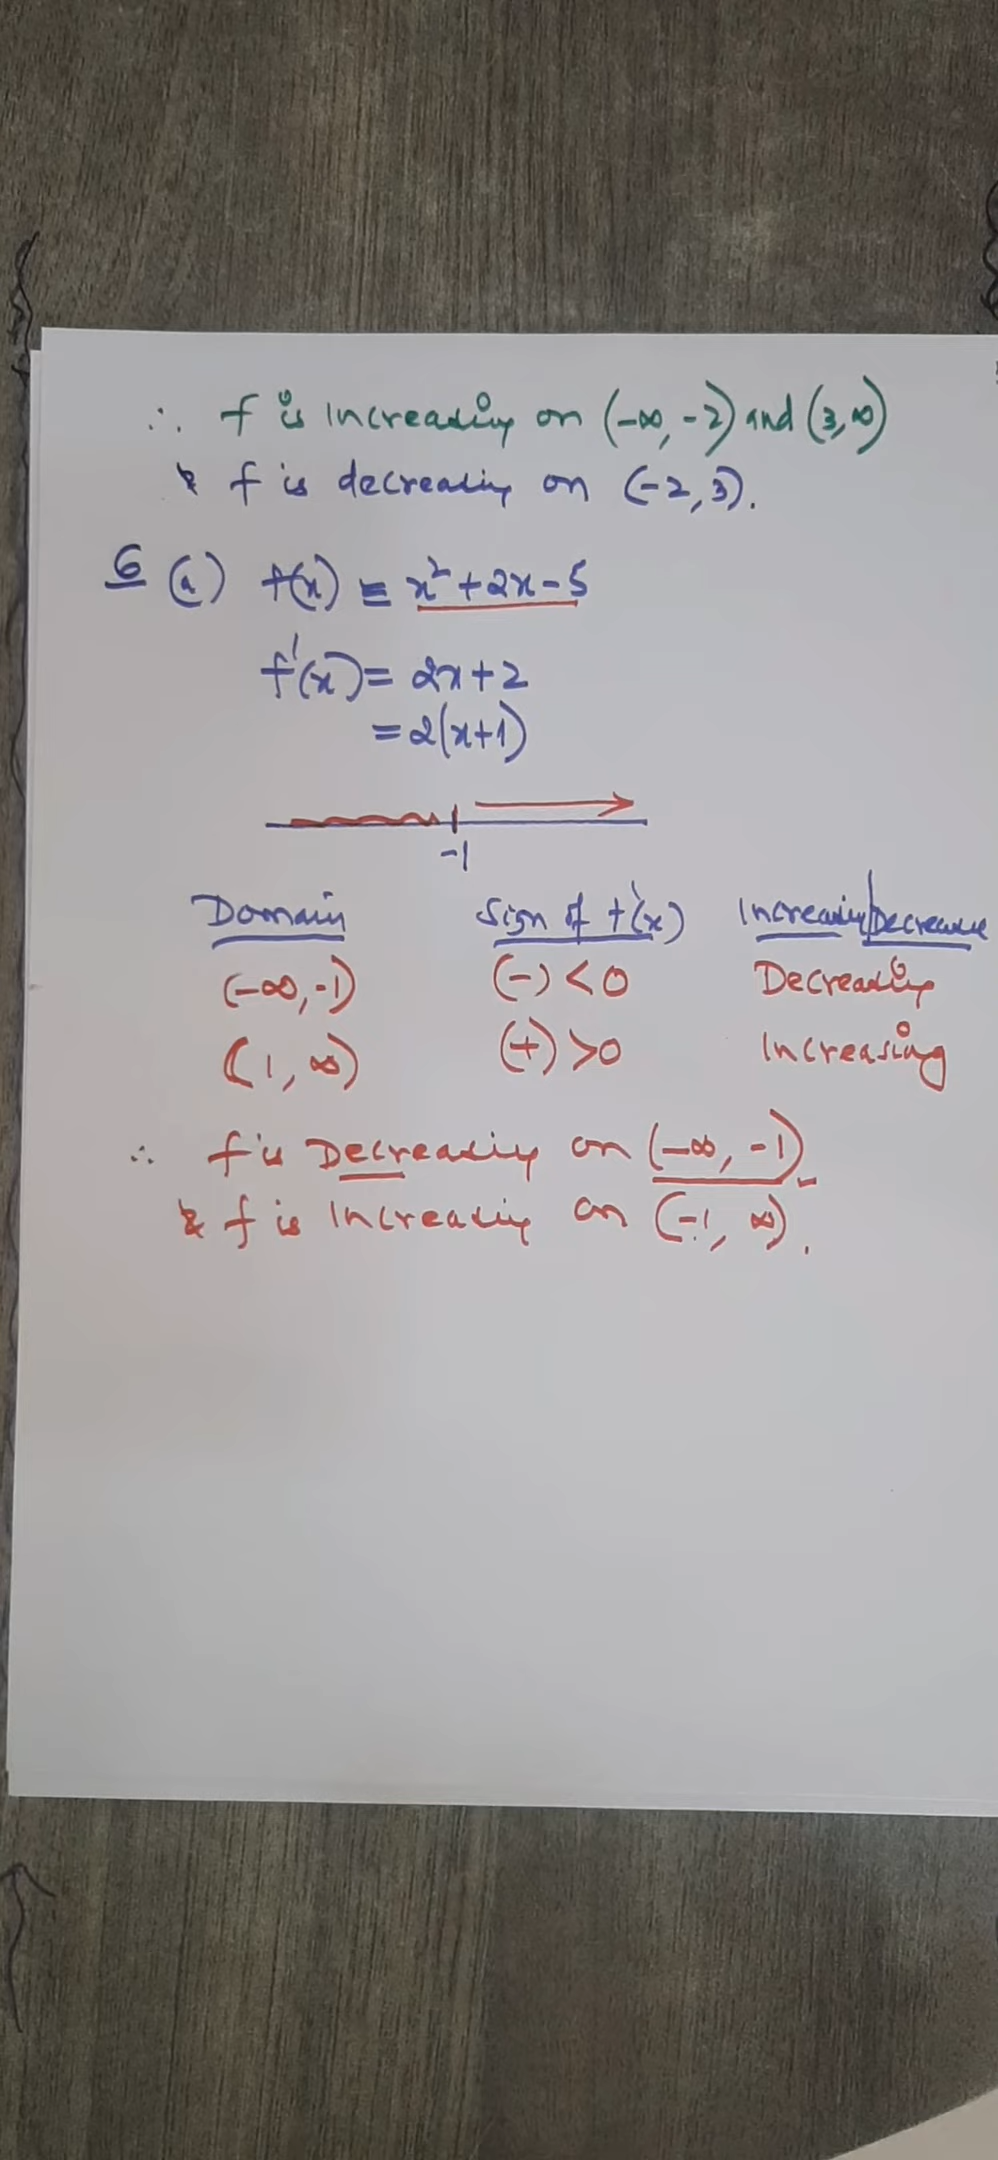 ∴ f is increasing on (-∞, -2) and (3, ∞)
& f is decreasing on (-2, 3).
6 (a) f(x) = x² + 2x - 5
f'(x) = 2x + 2
= 2(x+1)
-1
Domain Sign of f'(x) Increasing/Decrease
(-∞, -1) (-) < 0 Decreasing
(1, ∞) (+) > 0 Increasing
∴ f is Decreasing on (-∞, -1)
& f is Increasing on (-1, ∞).